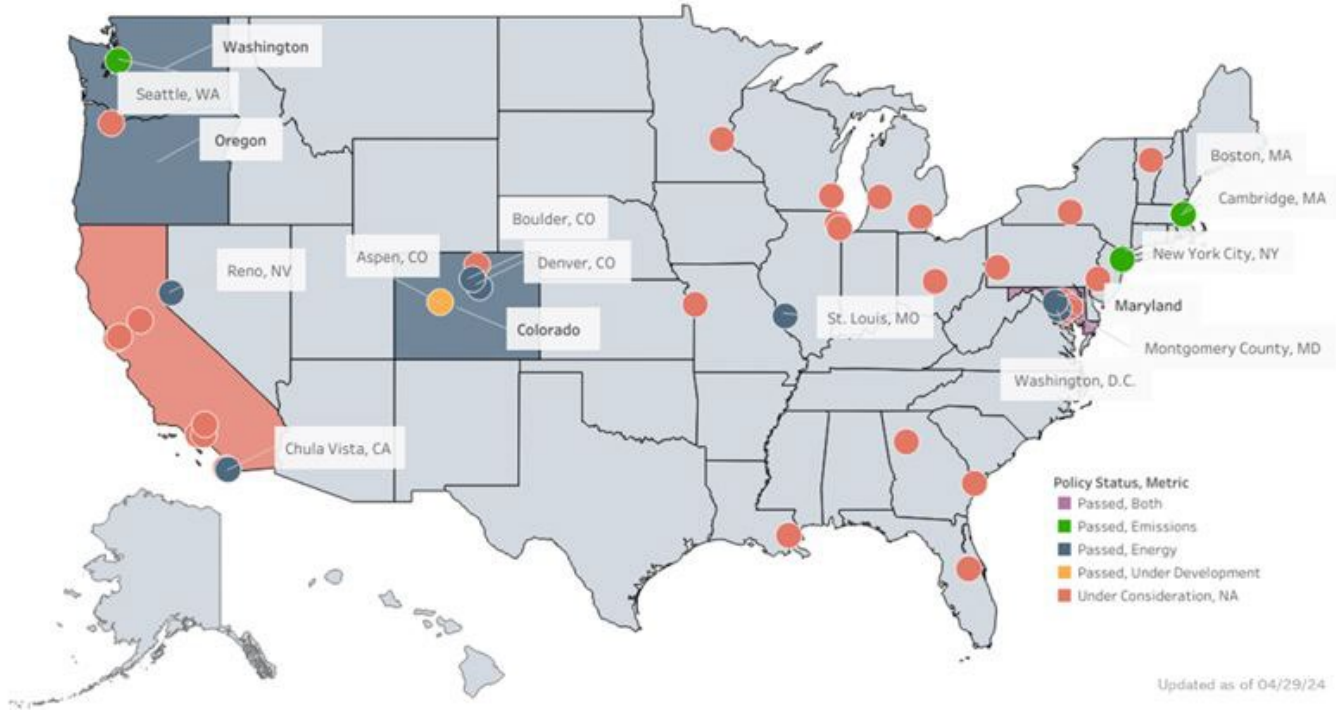 Washington
Seattle, WA
Oregon
Boston, MA
Cambridge, MA
Boulder, CO
Aspen, CO
Denver, CO
New York City, NY
Reno, NV
Maryland
St. Louis, MO
Colorado
Montgomery County, MD
Washington, D.C.
Chula Vista, CA
Policy Status, Metric
Passed, Both
Passed, Emissions
Passed, Energy
Passed, Under Development
Under Consideration, NA
Updated as of 04/29/24